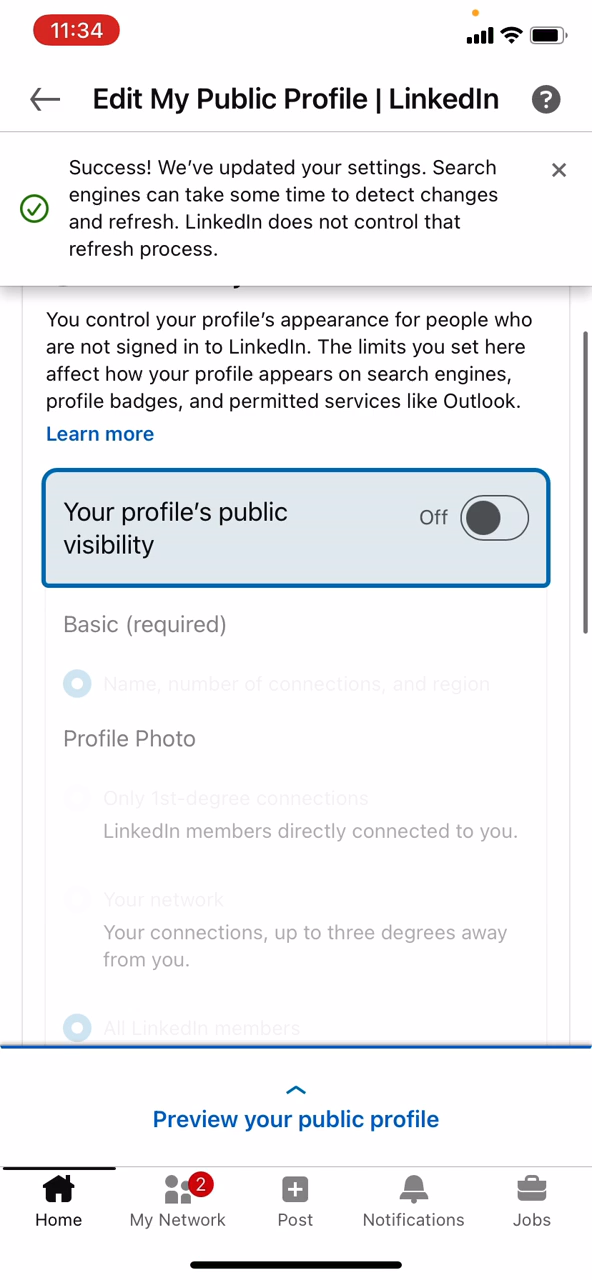 11:34
Edit My Public Profile | LinkedIn
?
Success! We've updated your settings. Search
engines can take some time to detect changes
and refresh. LinkedIn does not control that
refresh process.
You control your profile's appearance for people who
are not signed in to LinkedIn. The limits you set here
affect how your profile appears on search engines,
profile badges, and permitted services like Outlook.
Learn more
Your profile's public
visibility
Off
Basic (required)
Name, number of connections, and region
Profile Photo
Only 1st-degree connections
LinkedIn members directly connected to you.
Your network
Your connections, up to three degrees away
from you.
All LinkedIn members
Preview your public profile
2
Home
My Network
Post
Notifications
Jobs